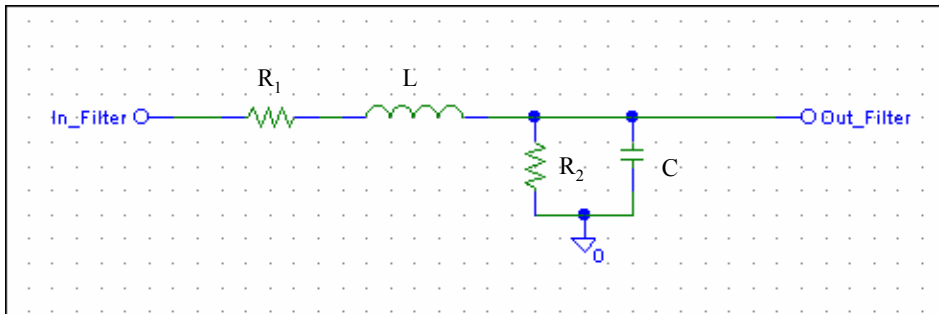 R₁
L
In_Filter
Out_Filter
R₂
C
0